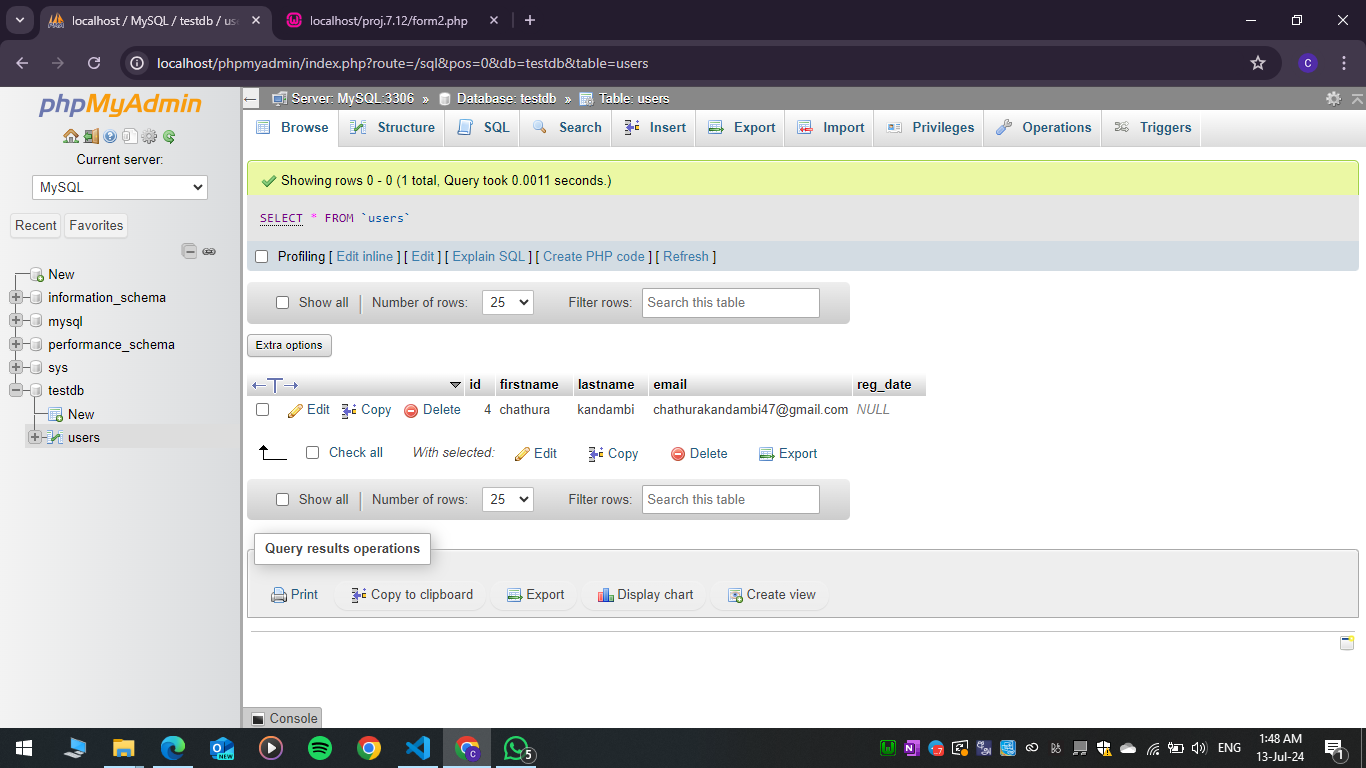 localhost / MySQL / testdb / use
localhost/proj.7.12/form2.php
localhost/phpmyadmin/index.php?route=/sql&pos=0&db=testdb&table=users
C
phpMyAdmin
Current server:
MySQL
Recent
Favorites
New
information_schema
mysql
performance_schema
sys
testdb
New
users
Server: MySQL:3306 » Database: testdb » Table: users
Browse Structure SQL Search Insert Export Import Privileges Operations Triggers
Showing rows 0 - 0 (1 total, Query took 0.0011 seconds.)
SELECT * FROM `users`
Profiling [ Edit inline ] [ Edit ] [ Explain SQL ] [ Create PHP code ] [ Refresh ]
Show all Number of rows: 25 Filter rows: Search this table
Extra options
←T→ id firstname lastname email reg_date
Edit Copy Delete 4 chathura kandambi chathurakandambi47@gmail.com NULL
Check all With selected: Edit Copy Delete Export
Show all Number of rows: 25 Filter rows: Search this table
Query results operations
Print Copy to clipboard Export Display chart Create view
Console
NEW
C
5
ENG
1:48 AM
13-Jul-24
1